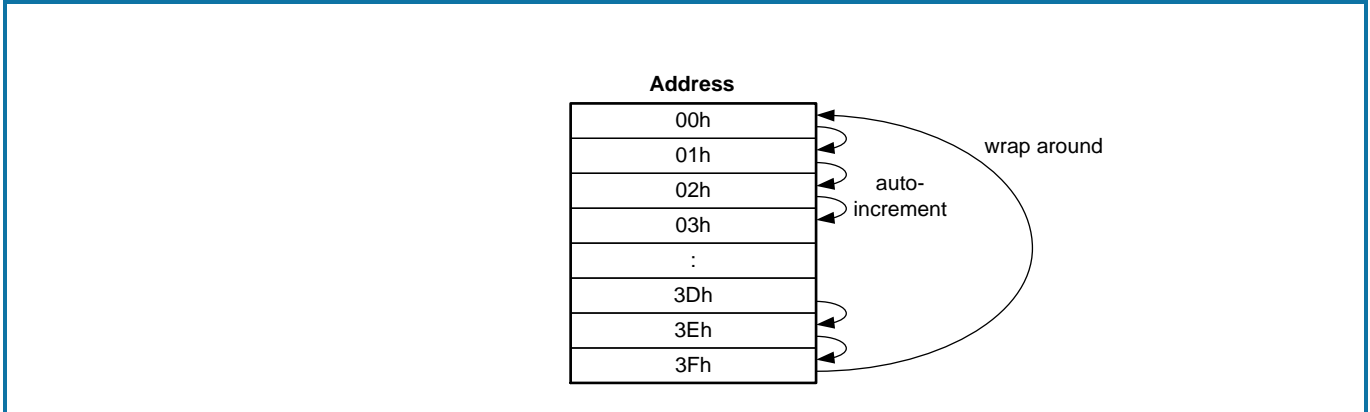 Address
00h
01h
02h
03h
:
3Dh
3Eh
3Fh
auto-
increment
wrap around